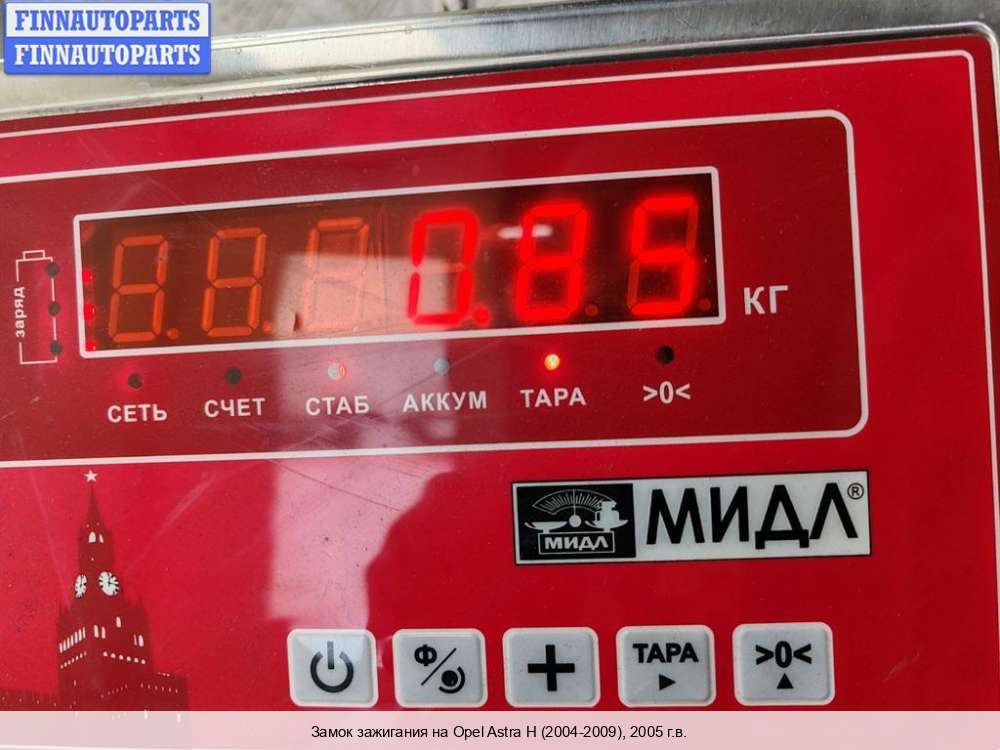 FINNAUTOPARTS
FINNAUTOPARTS
0.85
КГ
заряд
СЕТЬ СЧЕТ СТАБ АККУМ ТАРА >0<
МИДЛ МИДЛ®
Ф ТАРА >0<
Замок зажигания на Opel Astra H (2004-2009), 2005 г.в.